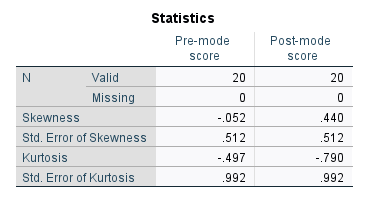 Statistics
Pre-mode score Post-mode score
N Valid 20 20
Missing 0 0
Skewness -.052 .440
Std. Error of Skewness .512 .512
Kurtosis -.497 -.790
Std. Error of Kurtosis .992 .992